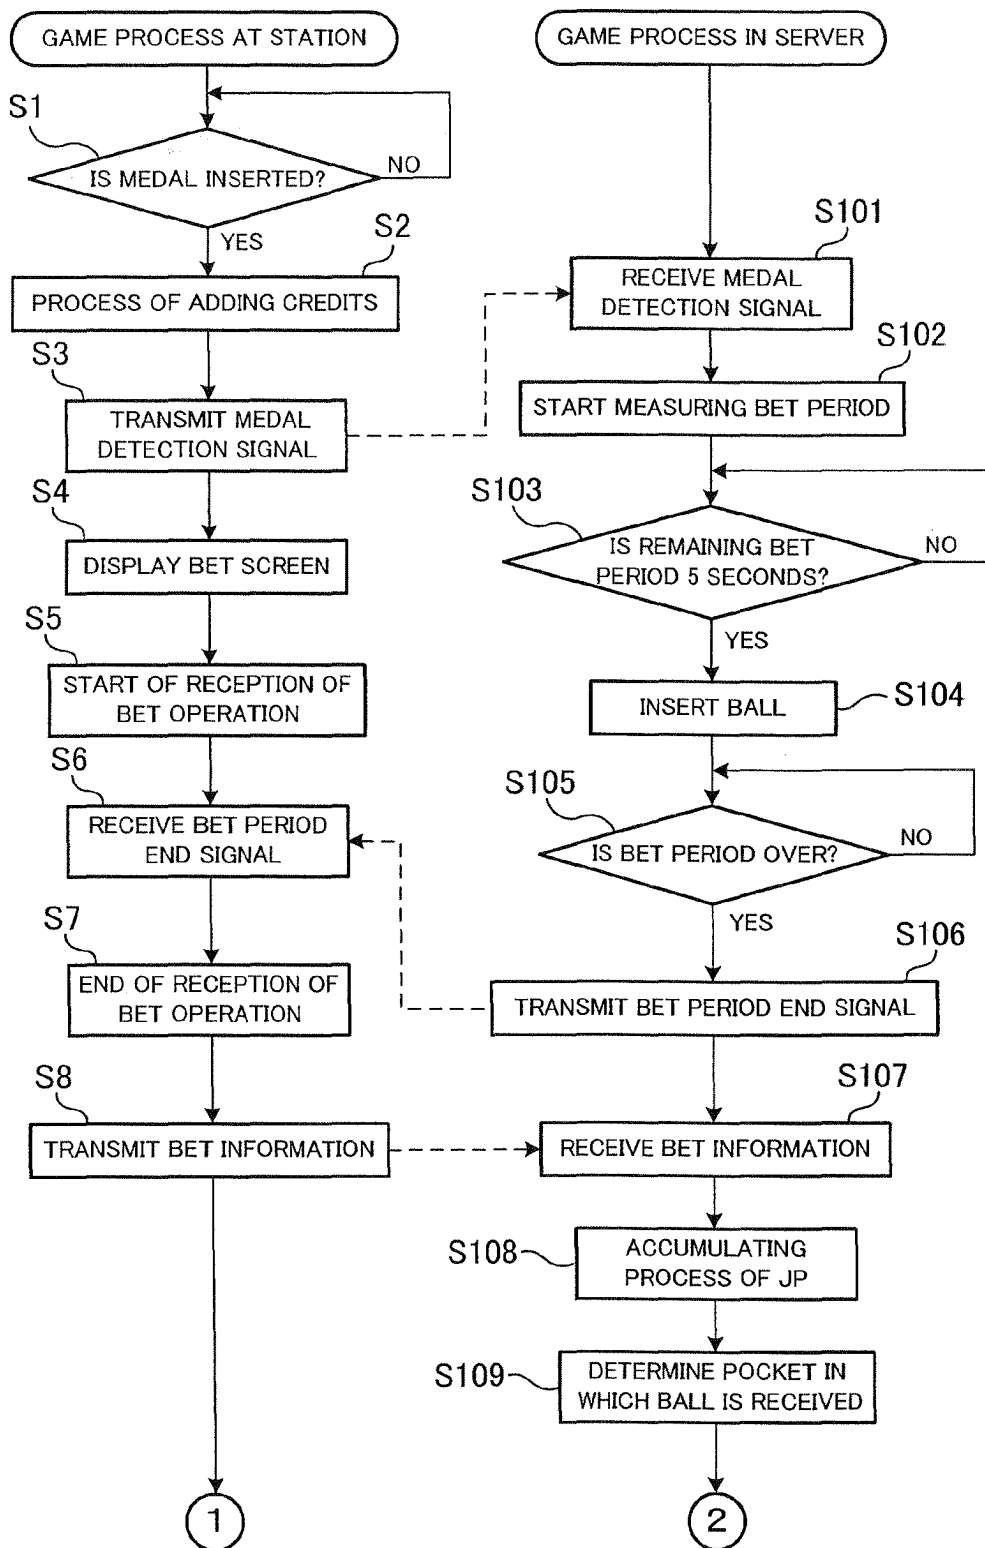 GAME PROCESS AT STATION
S1
IS MEDAL INSERTED?
NO
YES
S2
PROCESS OF ADDING CREDITS
S3
TRANSMIT MEDAL
DETECTION SIGNAL
S4
DISPLAY BET SCREEN
S5
START OF RECEPTION OF
BET OPERATION
S6
RECEIVE BET PERIOD
END SIGNAL
S7
END OF RECEPTION OF
BET OPERATION
S8
TRANSMIT BET INFORMATION
1
GAME PROCESS IN SERVER
S101
RECEIVE MEDAL
DETECTION SIGNAL
S102
START MEASURING BET PERIOD
S103
IS REMAINING BET
PERIOD 5 SECONDS?
NO
YES
INSERT BALL
S104
S105
IS BET PERIOD OVER?
NO
YES
S106
TRANSMIT BET PERIOD END SIGNAL
S107
RECEIVE BET INFORMATION
S108
ACCUMULATING
PROCESS OF JP
S109
DETERMINE POCKET IN
WHICH BALL IS RECEIVED
2